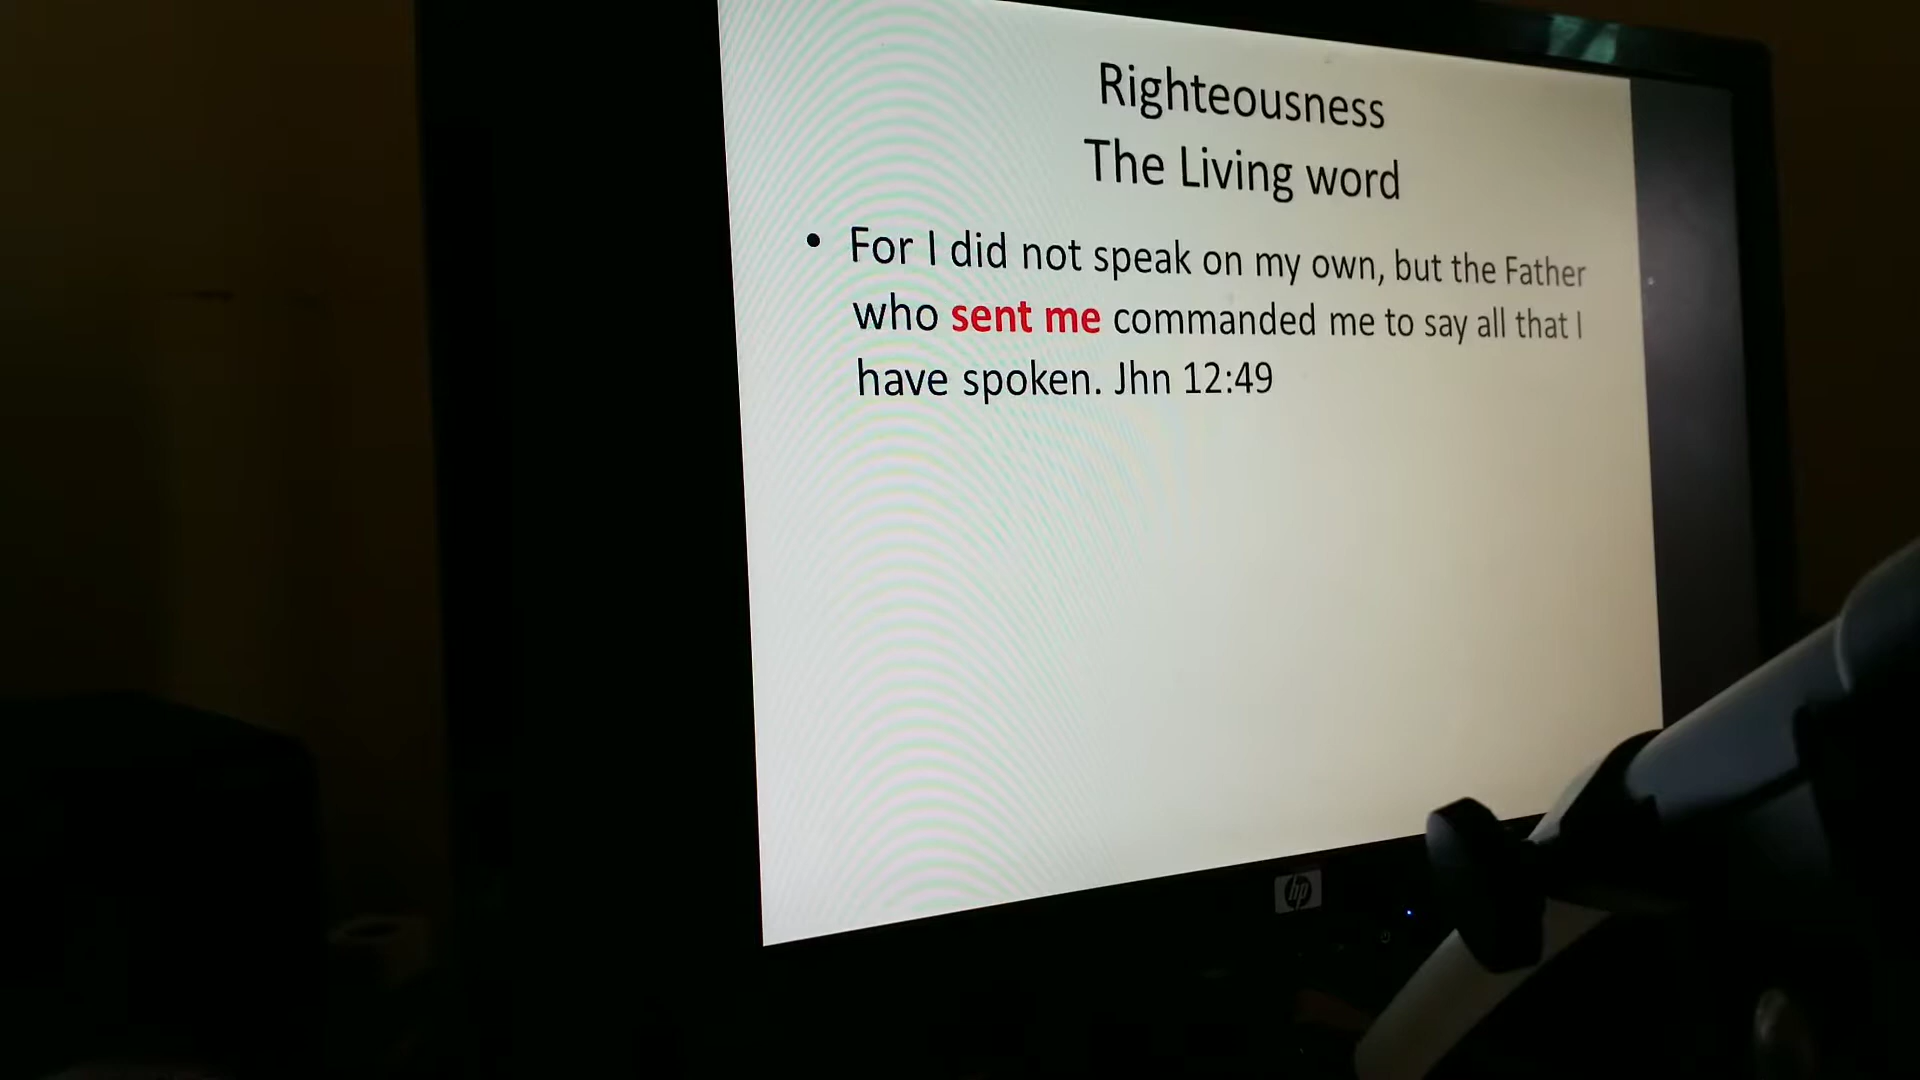 Righteousness
The Living word
• For I did not speak on my own, but the Father
who sent me commanded me to say all that I
have spoken. Jhn 12:49
hp